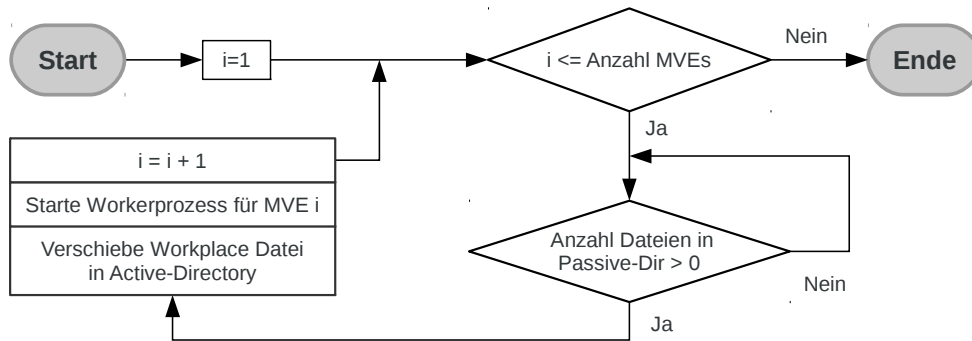 Start
i=1
i <= Anzahl MVEs
Nein
Ende
Ja
i = i + 1
Starte Workerprozess für MVE i
Verschiebe Workplace Datei
in Active-Directory
Anzahl Dateien in
Passive-Dir > 0
Nein
Ja